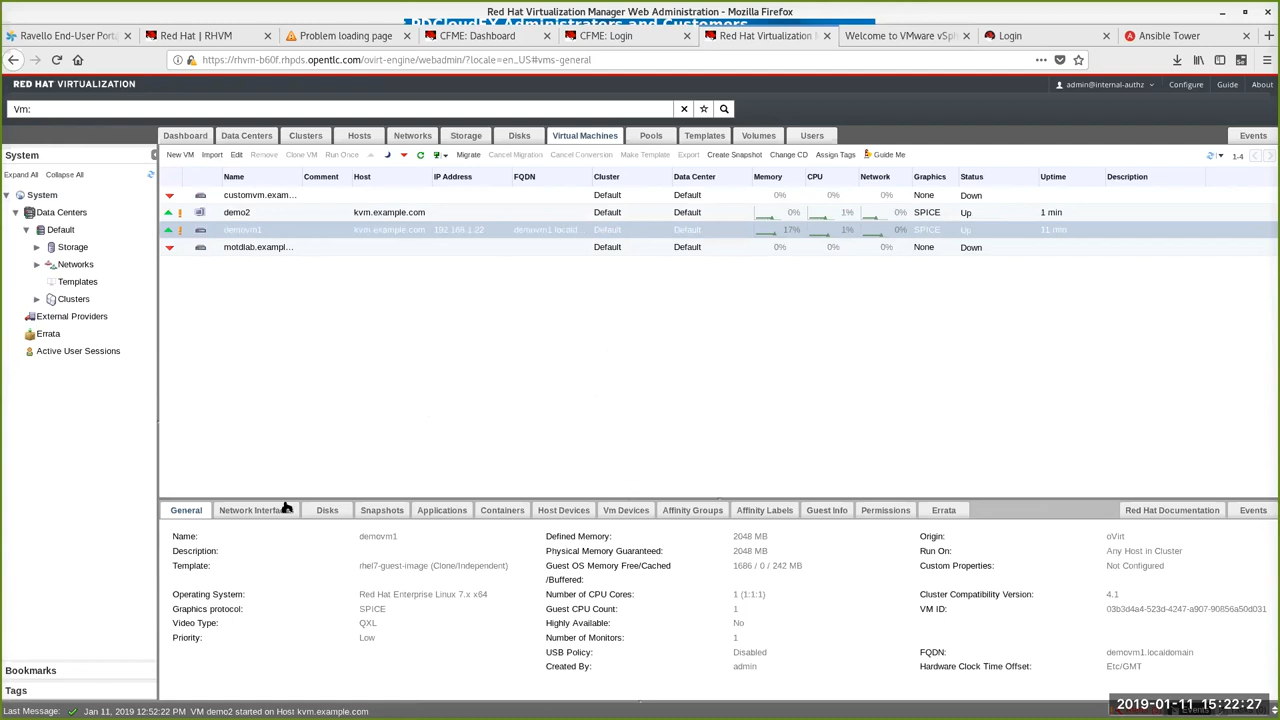 Red Hat Virtualization Manager Web Administration - Mozilla Firefox
RDCloudFX Administrators and Customers
Ravello End-User Port Red Hat | RHVM Problem loading page CFME: Dashboard CFME: Login Red Hat Virtualization Welcome to VMware vSph Login Ansible Tower
https://rhvm-b60f.rhpds.opentlc.com/ovirt-engine/webadmin/?locale=en_US#vms-general
RED HAT VIRTUALIZATION admin@internal-authz Configure Guide About
Vm:
Dashboard Data Centers Clusters Hosts Networks Storage Disks Virtual Machines Pools Templates Volumes Users Events
System
New VM Import Edit Remove Clone VM Run Once Migrate Cancel Migration Cancel Conversion Make Template Export Create Snapshot Change CD Assign Tags Guide Me 1-4
Expand All Collapse All
Name Comment Host IP Address FQDN Cluster Data Center Memory CPU Network Graphics Status Uptime Description
customvm.exam... Default Default 0% 0% 0% None Down
demo2 kvm.example.com Default Default 0% 1% 0% SPICE Up 1 min
demovm1 kvm.example.com 192.168.1.22 demovm1.locald Default Default 17% 1% 0% SPICE Up 11 min
motdlab.exampl... Default Default 0% 0% 0% None Down
System
Data Centers
Default
Storage
Networks
Templates
Clusters
External Providers
Errata
Active User Sessions
General Network Interfac Disks Snapshots Applications Containers Host Devices Vm Devices Affinity Groups Affinity Labels Guest Info Permissions Errata Red Hat Documentation Events
Name: demovm1 Defined Memory: 2048 MB Origin: oVirt
Description: Physical Memory Guaranteed: 2048 MB Run On: Any Host in Cluster
Template: rhel7-guest-image (Clone/Independent) Guest OS Memory Free/Cached 1686 / 0 / 242 MB Custom Properties: Not Configured
/Buffered:
Operating System: Red Hat Enterprise Linux 7.x x64 Number of CPU Cores: 1 (1:1:1) Cluster Compatibility Version: 4.1
Graphics protocol: SPICE Guest CPU Count: 1 VM ID: 03b3d4a4-523d-4247-a907-90856a50d031
Video Type: QXL Highly Available: No
Priority: Low Number of Monitors: 1
USB Policy: Disabled FQDN: demovm1.localdomain
Created By: admin Hardware Clock Time Offset: Etc/GMT
Bookmarks
Tags
Last Message: Jan 11, 2019 12:52:22 PM VM demo2 started on Host kvm.example.com
2019-01-11 15:22:27